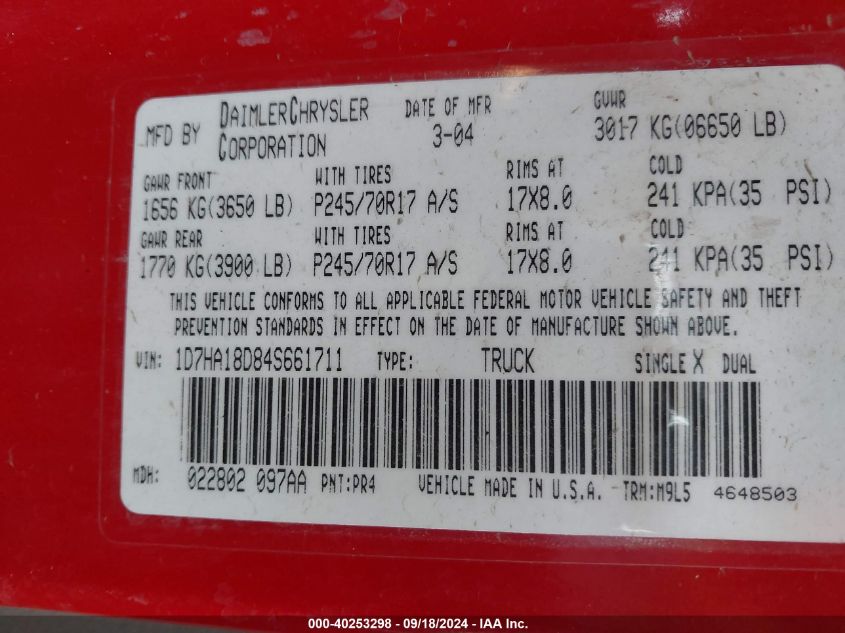 MFD BY DAIMLERCHRYSLER CORPORATION DATE OF MFR 3-04 GVWR 3017 KG(06650 LB)
GAWR FRONT WITH TIRES RIMS AT COLD
1656 KG(3650 LB) P245/70R17 A/S 17X8.0 241 KPA(35 PSI)
GAWR REAR WITH TIRES RIMS AT COLD
1770 KG(3900 LB) P245/70R17 A/S 17X8.0 241 KPA(35 PSI)
THIS VEHICLE CONFORMS TO ALL APPLICABLE FEDERAL MOTOR VEHICLE SAFETY AND THEFT
PREVENTION STANDARDS IN EFFECT ON THE DATE OF MANUFACTURE SHOWN ABOVE.
VIN: 1D7HA18D84S661711 TYPE: TRUCK SINGLE X DUAL
MDH: 022802 097AA PNT:PR4 VEHICLE MADE IN U.S.A. TRM:M9L5 4648503
000-40253298 - 09/18/2024 - IAA Inc.